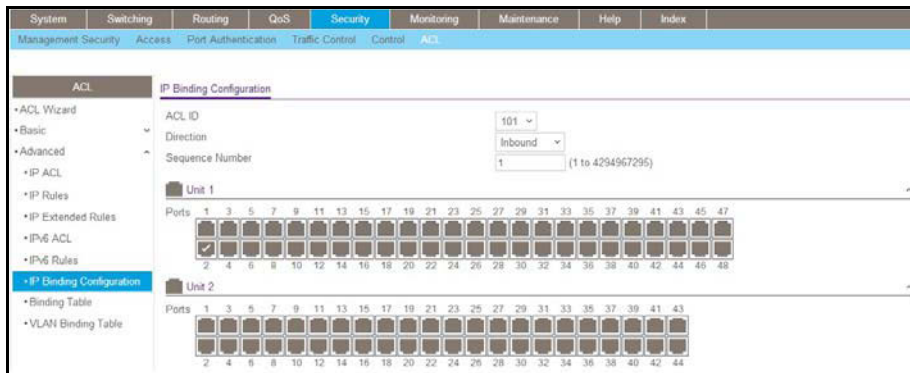 System Switching Routing QoS Security Monitoring Maintenance Help Index
Management Security Access Port Authentication Traffic Control Control ACL
ACL
IP Binding Configuration
•ACL Wizard
•Basic
•Advanced
•IP ACL
•IP Rules
•IP Extended Rules
•IPv6 ACL
•IPv6 Rules
•IP Binding Configuration
•Binding Table
•VLAN Binding Table
ACL ID 101
Direction Inbound
Sequence Number 1 (1 to 4294967295)
Unit 1
Ports 1 3 5 7 9 11 13 15 17 19 21 23 25 27 29 31 33 35 37 39 41 43 45 47
2 4 6 8 10 12 14 16 18 20 22 24 26 28 30 32 34 36 38 40 42 44 46 48
Unit 2
Ports 1 3 5 7 9 11 13 15 17 19 21 23 25 27 29 31 33 35 37 39 41 43
2 4 6 8 10 12 14 16 18 20 22 24 26 28 30 32 34 36 38 40 42 44